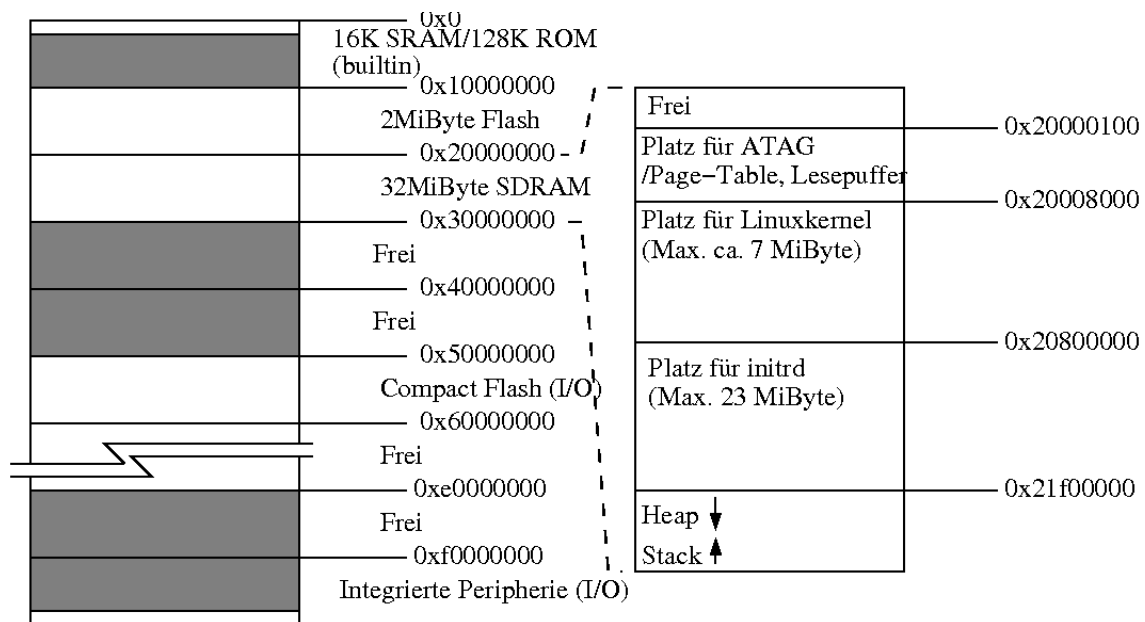 0x0
16K SRAM/128K ROM
(builtin)
0x10000000
2MiByte Flash
0x20000000
32MiByte SDRAM
0x30000000
Frei
0x40000000
Frei
0x50000000
Compact Flash (I/O)
0x60000000
Frei
0xe0000000
Frei
0xf0000000
Integrierte Peripherie (I/O)
Frei
0x20000100
Platz für ATAG
/Page−Table, Lesepuffer
0x20008000
Platz für Linuxkernel
(Max. ca. 7 MiByte)
0x20800000
Platz für initrd
(Max. 23 MiByte)
0x21f00000
Heap
Stack